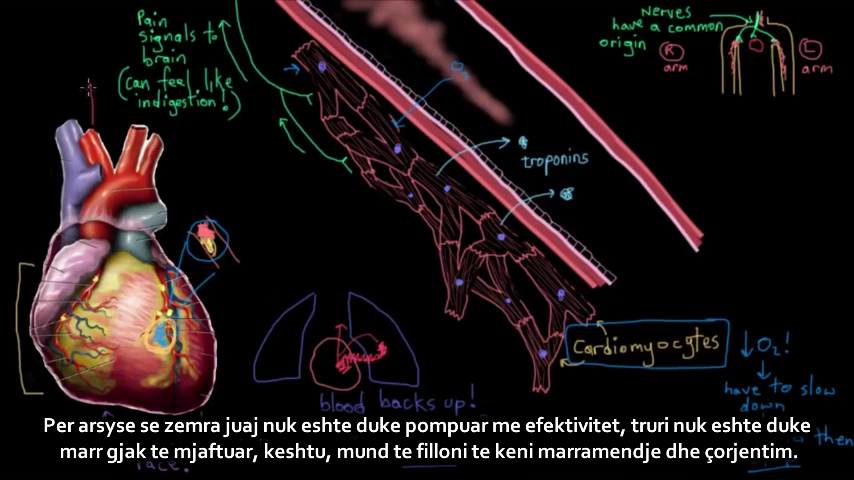 Pain
signals to
brain
(can feel like
indigestion!)
Nerves
have a common
origin
R
arm
L
arm
O₂
troponins
Cardiomyocytes
↓O₂!
have to slow
down
blood backs up!
then
Per arsyse se zemra juaj nuk eshte duke pompuar me efektivitet, truri nuk eshte duke
marr gjak te mjaftuar, keshtu, mund te filloni te keni marramendje dhe çorjentim.